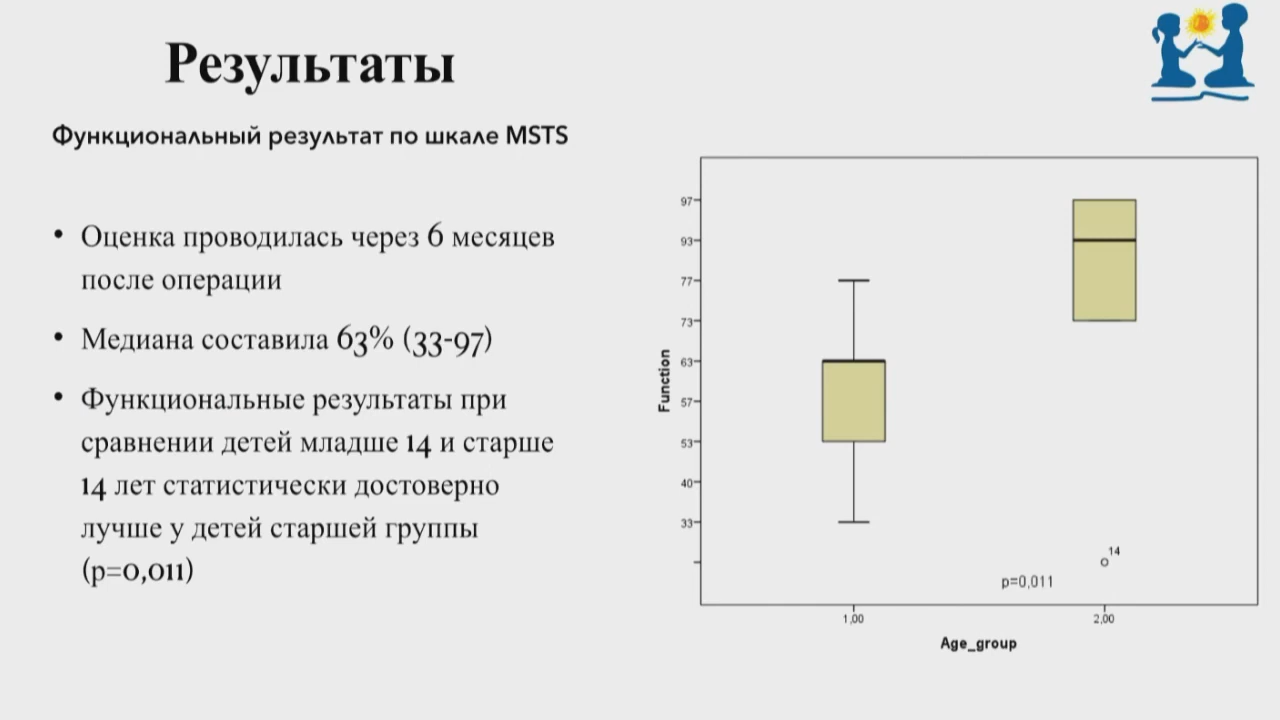 Результаты
Функциональный результат по шкале MSTS
• Оценка проводилась через 6 месяцев
после операции
• Медиана составила 63% (33-97)
• Функциональные результаты при
сравнении детей младше 14 и старше
14 лет статистически достоверно
лучше у детей старшей группы
(p=0,011)
Function
97
93
77
73
63
57
53
40
33
14
p=0,011
1,00
2,00
Age_group